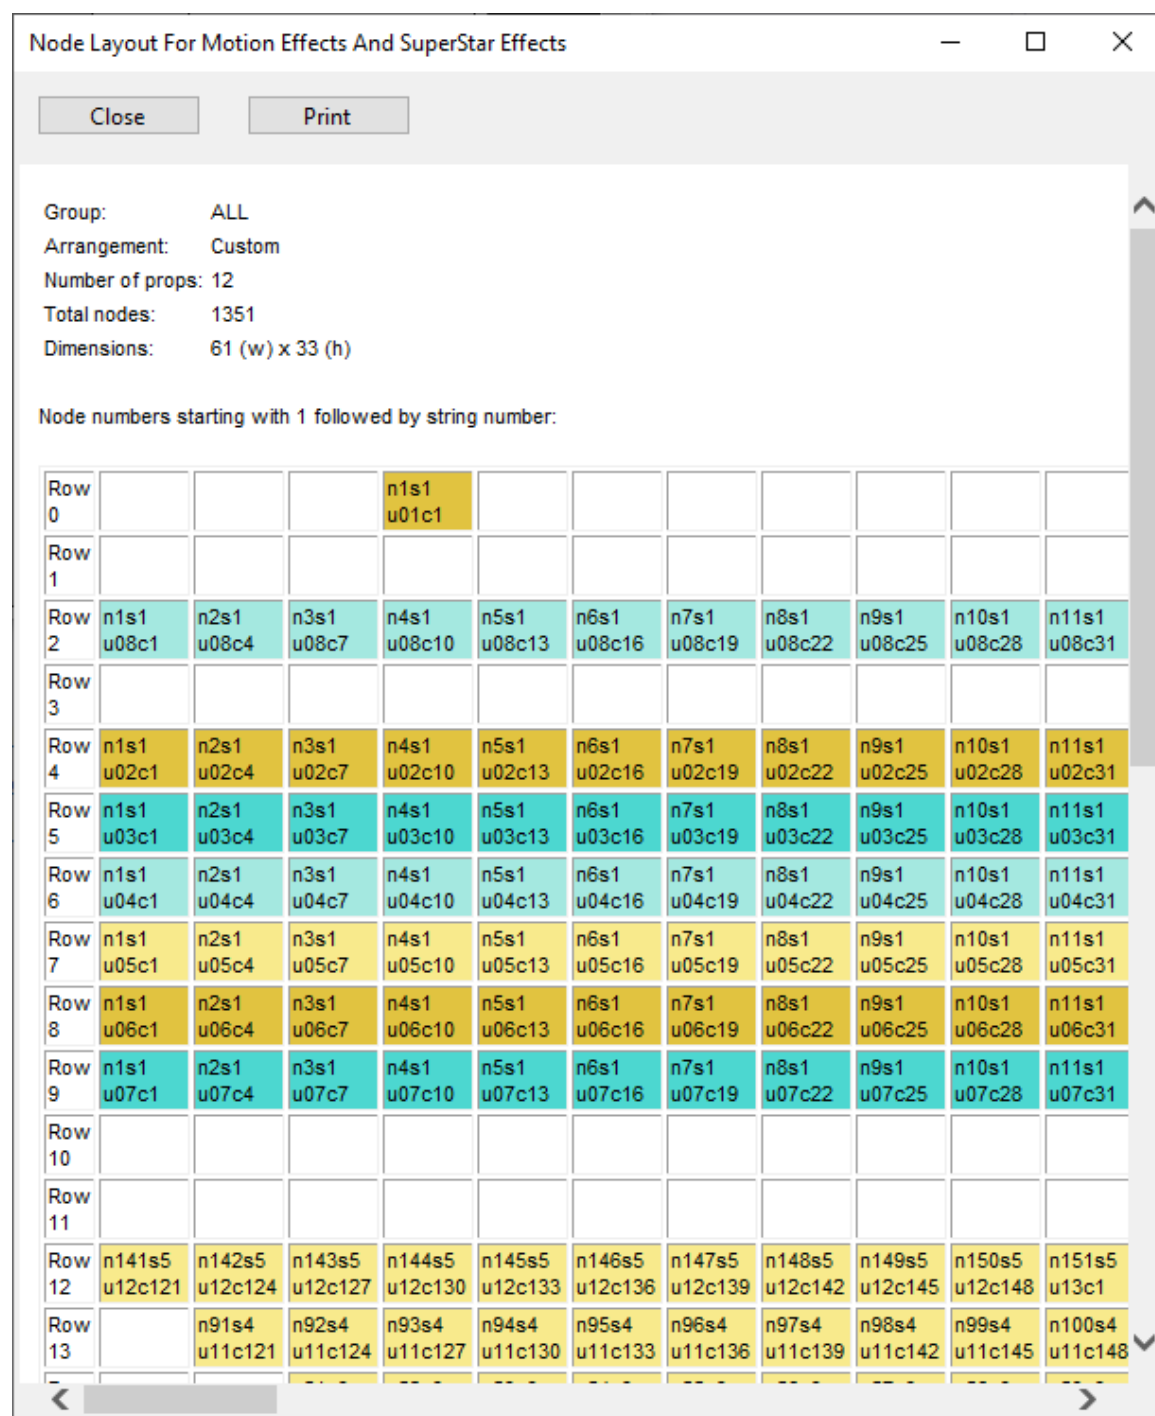 Node Layout For Motion Effects And SuperStar Effects
Close Print
Group: ALL
Arrangement: Custom
Number of props: 12
Total nodes: 1351
Dimensions: 61 (w) x 33 (h)
Node numbers starting with 1 followed by string number:
Row n1s1
0 u01c1
Row
1
Row n1s1 n2s1 n3s1 n4s1 n5s1 n6s1 n7s1 n8s1 n9s1 n10s1 n11s1
2 u08c1 u08c4 u08c7 u08c10 u08c13 u08c16 u08c19 u08c22 u08c25 u08c28 u08c31
Row
3
Row n1s1 n2s1 n3s1 n4s1 n5s1 n6s1 n7s1 n8s1 n9s1 n10s1 n11s1
4 u02c1 u02c4 u02c7 u02c10 u02c13 u02c16 u02c19 u02c22 u02c25 u02c28 u02c31
Row n1s1 n2s1 n3s1 n4s1 n5s1 n6s1 n7s1 n8s1 n9s1 n10s1 n11s1
5 u03c1 u03c4 u03c7 u03c10 u03c13 u03c16 u03c19 u03c22 u03c25 u03c28 u03c31
Row n1s1 n2s1 n3s1 n4s1 n5s1 n6s1 n7s1 n8s1 n9s1 n10s1 n11s1
6 u04c1 u04c4 u04c7 u04c10 u04c13 u04c16 u04c19 u04c22 u04c25 u04c28 u04c31
Row n1s1 n2s1 n3s1 n4s1 n5s1 n6s1 n7s1 n8s1 n9s1 n10s1 n11s1
7 u05c1 u05c4 u05c7 u05c10 u05c13 u05c16 u05c19 u05c22 u05c25 u05c28 u05c31
Row n1s1 n2s1 n3s1 n4s1 n5s1 n6s1 n7s1 n8s1 n9s1 n10s1 n11s1
8 u06c1 u06c4 u06c7 u06c10 u06c13 u06c16 u06c19 u06c22 u06c25 u06c28 u06c31
Row n1s1 n2s1 n3s1 n4s1 n5s1 n6s1 n7s1 n8s1 n9s1 n10s1 n11s1
9 u07c1 u07c4 u07c7 u07c10 u07c13 u07c16 u07c19 u07c22 u07c25 u07c28 u07c31
Row
10
Row
11
Row n141s5 n142s5 n143s5 n144s5 n145s5 n146s5 n147s5 n148s5 n149s5 n150s5 n151s5
12 u12c121 u12c124 u12c127 u12c130 u12c133 u12c136 u12c139 u12c142 u12c145 u12c148 u13c1
Row n91s4 n92s4 n93s4 n94s4 n95s4 n96s4 n97s4 n98s4 n99s4 n100s4
13 u11c121 u11c124 u11c127 u11c130 u11c133 u11c136 u11c139 u11c142 u11c145 u11c148